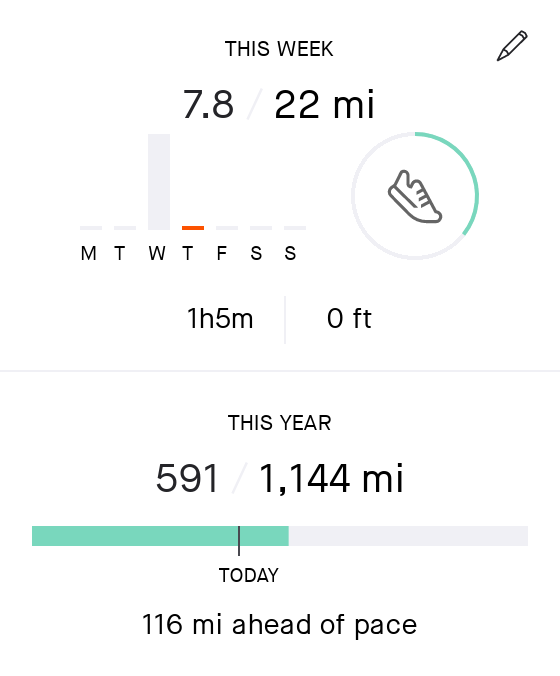 THIS WEEK
7.8 / 22 mi
M T W T F S S
1h5m 0 ft
THIS YEAR
591 / 1,144 mi
TODAY
116 mi ahead of pace